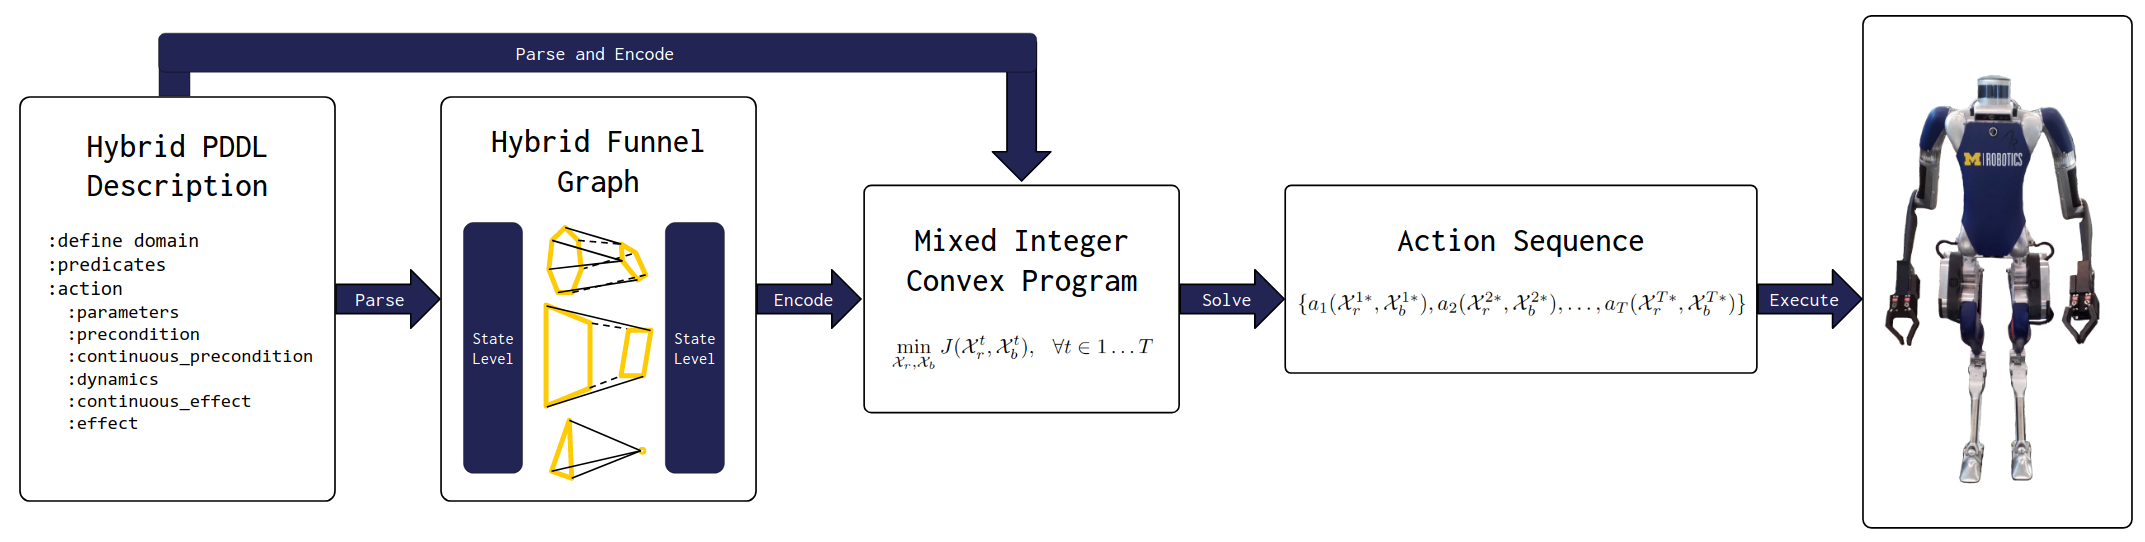 Parse and Encode
Hybrid PDDL
Description
:define domain
:predicates
:action
:parameters
:precondition
:continuous_precondition
:dynamics
:continuous_effect
:effect
Parse
Hybrid Funnel
Graph
State
Level
State
Level
Encode
Mixed Integer
Convex Program
$\min_{\mathcal{X}_r, \mathcal{X}_b} J(\mathcal{X}_r^t, \mathcal{X}_b^t), \ \forall t \in 1 \ldots T$
Solve
Action Sequence
$\{a_1(\mathcal{X}_r^{1*}, \mathcal{X}_b^{1*}), a_2(\mathcal{X}_r^{2*}, \mathcal{X}_b^{2*}), \ldots, a_T(\mathcal{X}_r^{T*}, \mathcal{X}_b^{T*})\}$
Execute
M | ROBOTICS